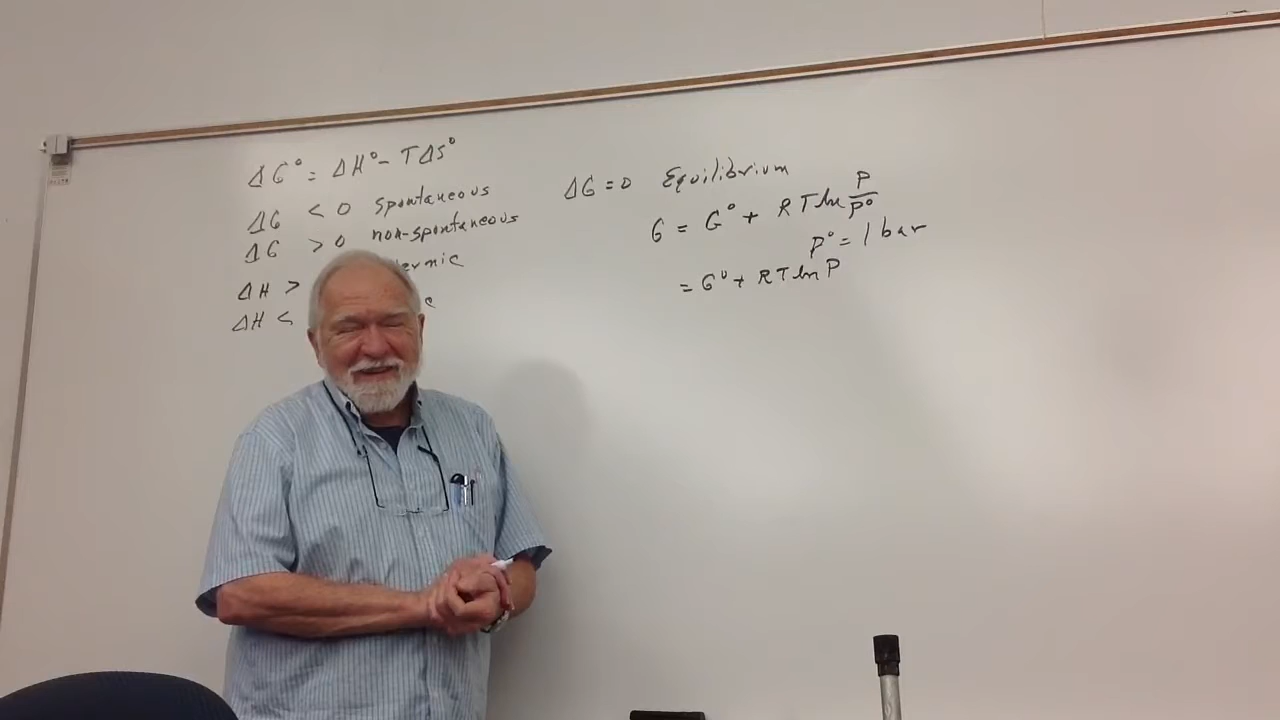 ΔG° = ΔH° - TΔS°
ΔG < 0 spontaneous
ΔG > 0 non-spontaneous
ΔH >
ΔH <
ΔG = 0 Equilibrium
G = G° + RT ln P/P°
P° = 1 bar
= G° + RT ln P